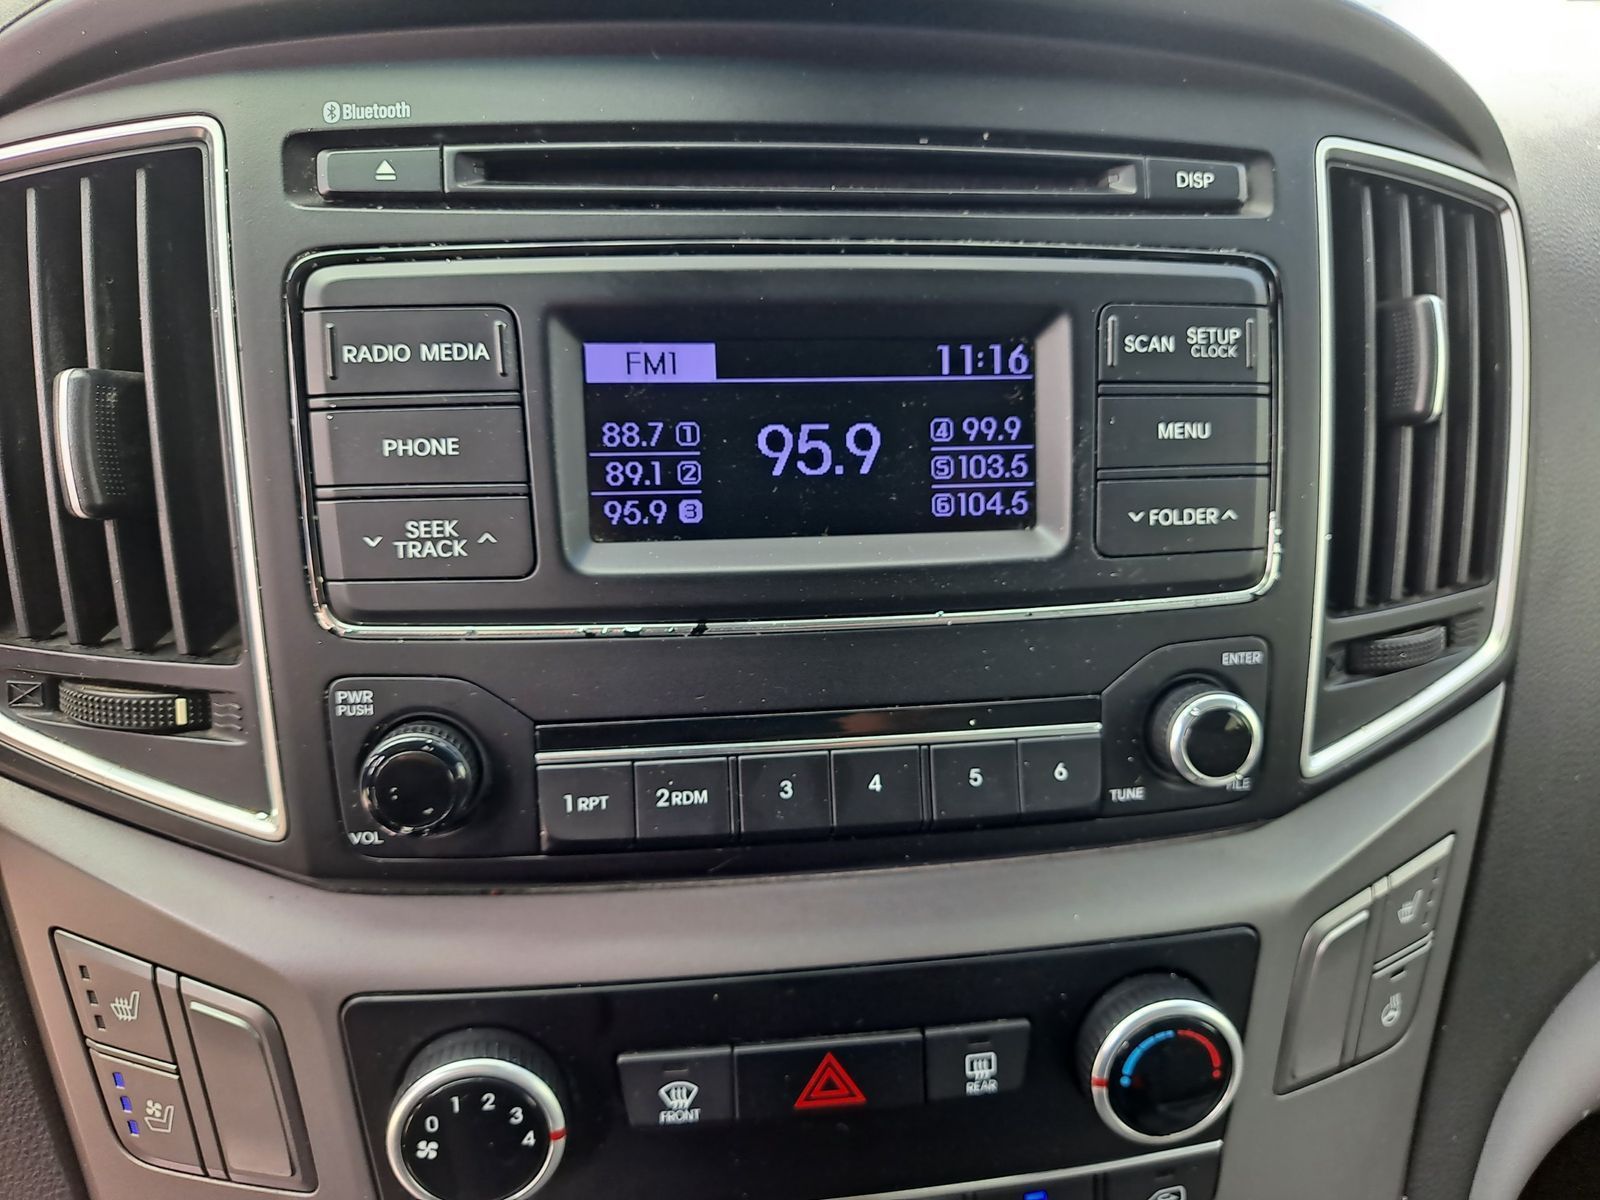 Bluetooth
DISP
RADIO MEDIA
PHONE
SEEK
TRACK
FM1 11:16
88.7 1
89.1 2
95.9 3
95.9
4 99.9
5 103.5
6 104.5
SCAN SETUP
CLOCK
MENU
FOLDER
PWR
PUSH
VOL
1 RPT
2 RDM
3
4
5
6
ENTER
TUNE
FILE
0 1 2 3 4
FRONT
REAR